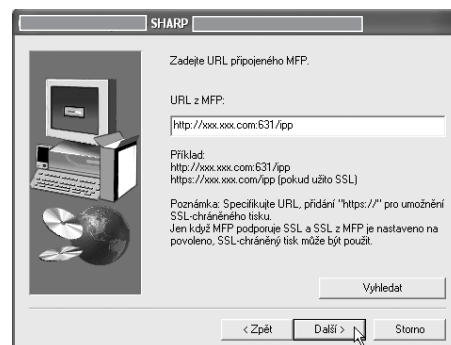 SHARP
Zadejte URL připojeného MFP.
URL z MFP:
http://xxx.xxx.com:631/ipp
Příklad:
http://xxx.xxx.com:631/ipp
https://xxx.xxx.com/ipp (pokud užito SSL)
Poznámka: Specifikujte URL, přidání "https://" pro umožnění
SSL-chráněného tisku.
Jen když MFP podporuje SSL a SSL z MFP je nastaveno na
povoleno, SSL-chráněný tisk může být použit.
Vyhledat
< Zpět
Další >
Storno